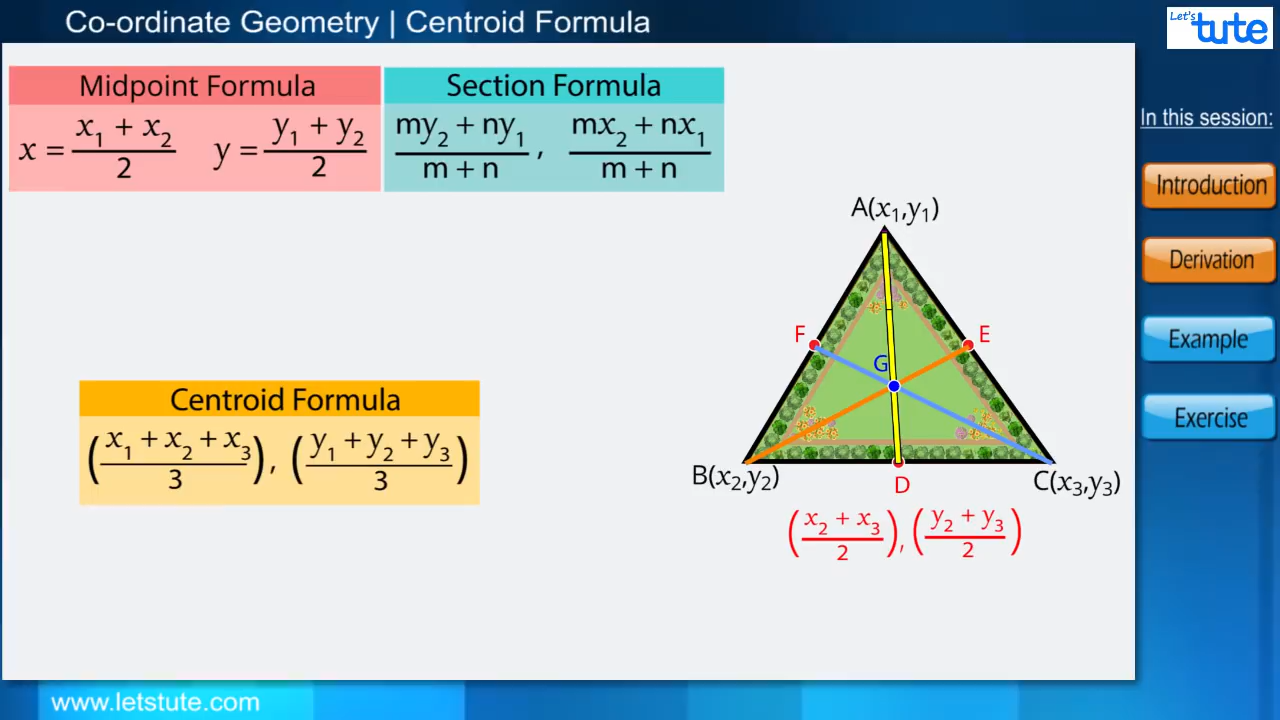 Co-ordinate Geometry | Centroid Formula
Let's tute
In this session:
Introduction
Derivation
Example
Exercise
Midpoint Formula
x = x₁ + x₂ / 2 y = y₁ + y₂ / 2
Section Formula
my₂ + ny₁ / m + n , mx₂ + nx₁ / m + n
A(x₁,y₁)
F
E
G
Centroid Formula
(x₁ + x₂ + x₃ / 3), (y₁ + y₂ + y₃ / 3)
B(x₂,y₂)
D
C(x₃,y₃)
(x₂ + x₃ / 2), (y₂ + y₃ / 2)
www.letstute.com